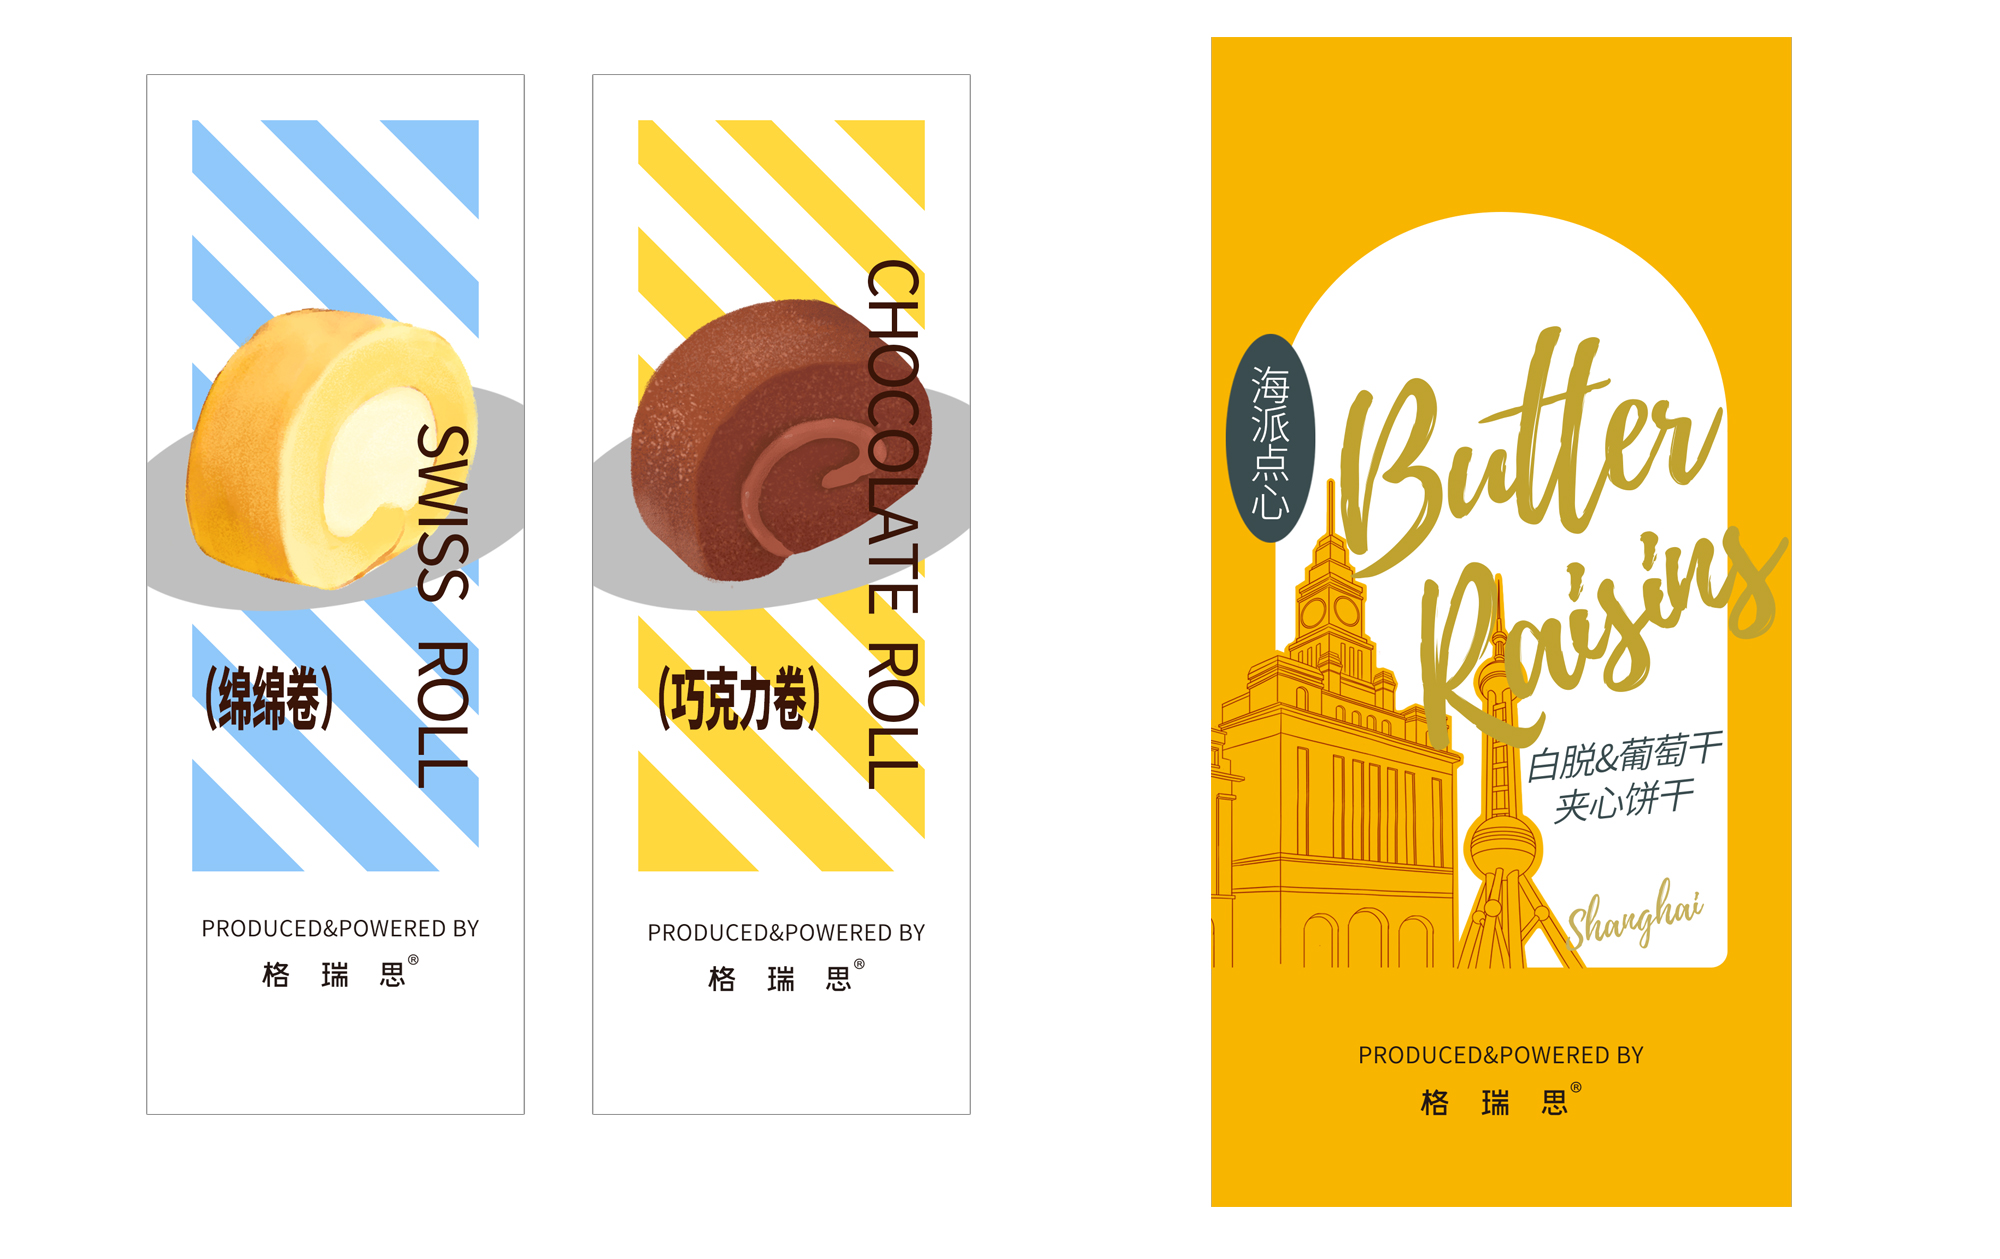 SWISS ROLL
(绵绵卷)
PRODUCED&POWERED BY
格瑞思®
CHOCOLATE ROLL
(巧克力卷)
PRODUCED&POWERED BY
格瑞思®
海派点心
Butter
Raisins
白脱&葡萄干
夹心饼干
Shanghai
PRODUCED&POWERED BY
格瑞思®